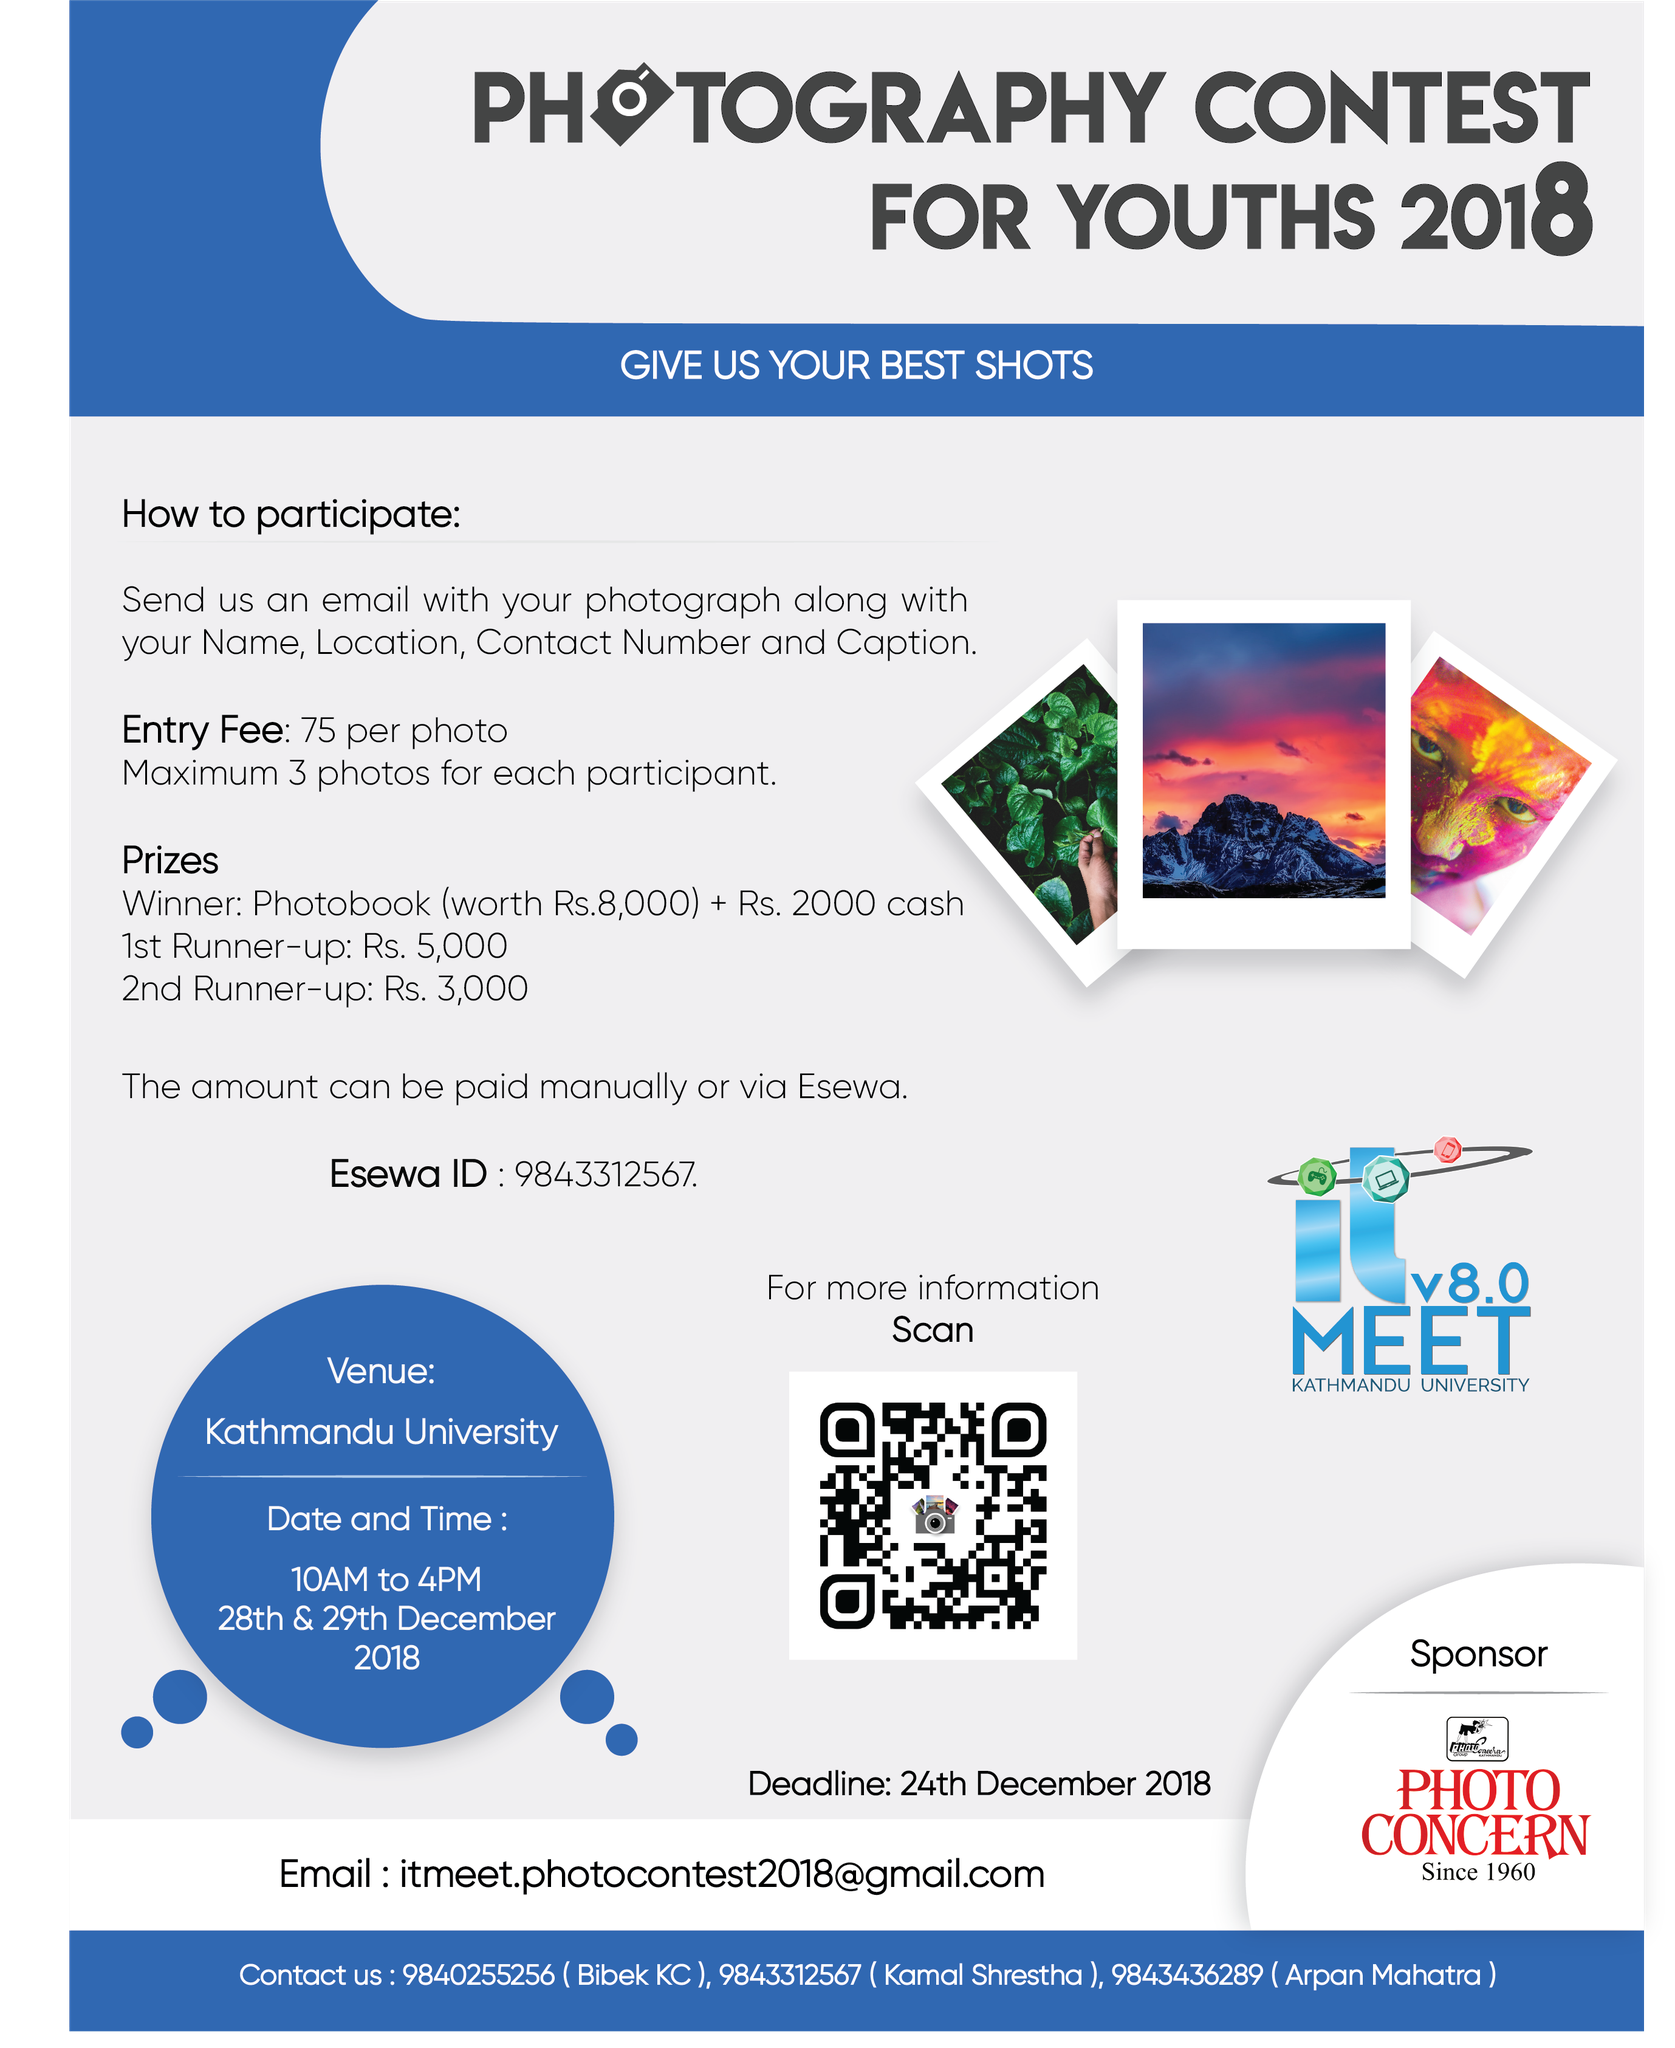 PHOTOGRAPHY CONTEST
FOR YOUTHS 2018
GIVE US YOUR BEST SHOTS
How to participate:
Send us an email with your photograph along with
your Name, Location, Contact Number and Caption.
Entry Fee: 75 per photo
Maximum 3 photos for each participant.
Prizes
Winner: Photobook (worth Rs.8,000) + Rs. 2000 cash
1st Runner-up: Rs. 5,000
2nd Runner-up: Rs. 3,000
The amount can be paid manually or via Esewa.
Esewa ID : 9843312567.
it v8.0
MEET
KATHMANDU UNIVERSITY
For more information
Scan
Venue:
Kathmandu University
Date and Time :
10AM to 4PM
28th & 29th December
2018
Sponsor
PHOTO
CONCERN
Since 1960
Deadline: 24th December 2018
Email : itmeet.photocontest2018@gmail.com
Contact us : 9840255256 ( Bibek KC ), 9843312567 ( Kamal Shrestha ), 9843436289 ( Arpan Mahatra )